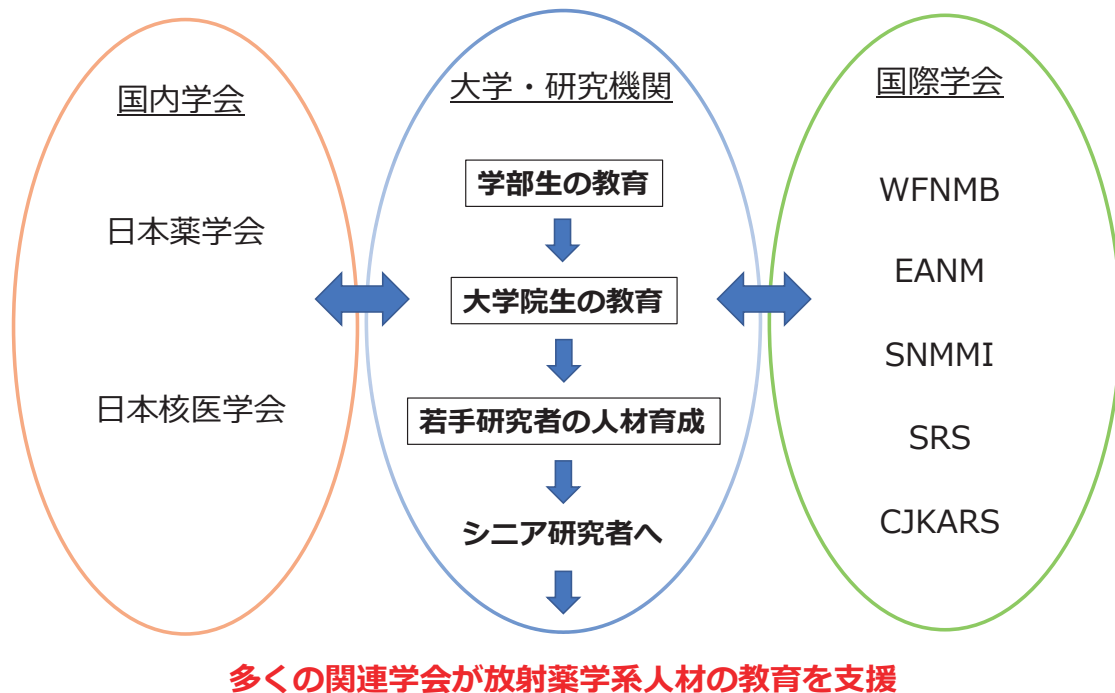 国内学会
日本薬学会
日本核医学会
大学・研究機関
学部生の教育
大学院生の教育
若手研究者の人材育成
シニア研究者へ
国際学会
WFNMB
EANM
SNMMI
SRS
CJKARS
多くの関連学会が放射薬学系人材の教育を支援